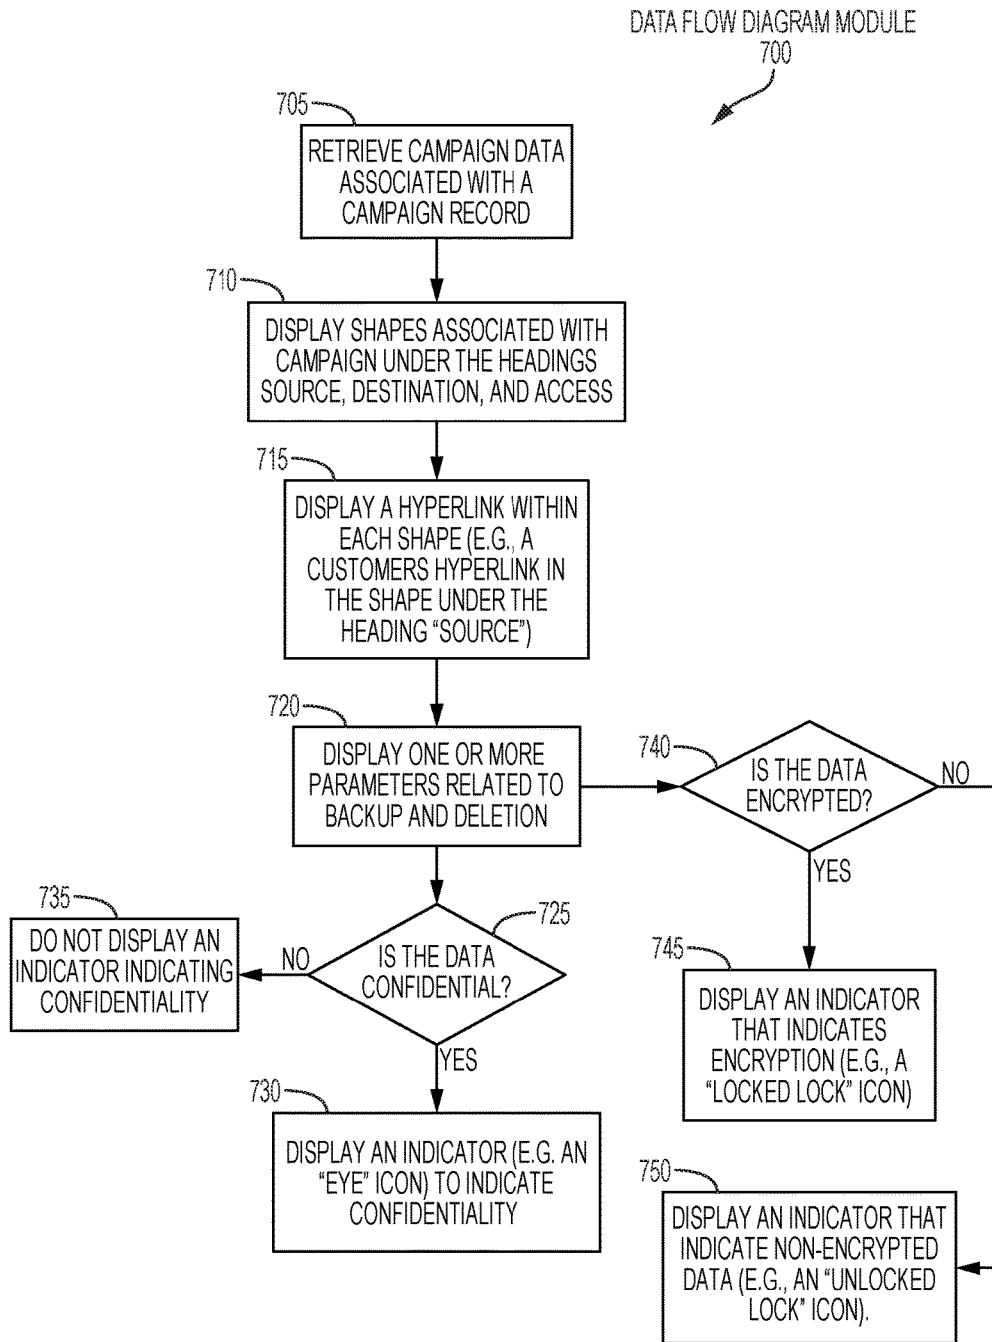 DATA FLOW DIAGRAM MODULE
700
705
RETRIEVE CAMPAIGN DATA
ASSOCIATED WITH A
CAMPAIGN RECORD
710
DISPLAY SHAPES ASSOCIATED WITH
CAMPAIGN UNDER THE HEADINGS
SOURCE, DESTINATION, AND ACCESS
715
DISPLAY A HYPERLINK WITHIN
EACH SHAPE (E.G., A
CUSTOMERS HYPERLINK IN
THE SHAPE UNDER THE
HEADING “SOURCE”)
720
DISPLAY ONE OR MORE
PARAMETERS RELATED TO
BACKUP AND DELETION
740
IS THE DATA
ENCRYPTED?
NO
YES
735
DO NOT DISPLAY AN
INDICATOR INDICATING
CONFIDENTIALITY
NO
725
IS THE DATA
CONFIDENTIAL?
YES
745
DISPLAY AN INDICATOR
THAT INDICATES
ENCRYPTION (E.G., A
“LOCKED LOCK” ICON)
730
DISPLAY AN INDICATOR (E.G. AN
“EYE” ICON) TO INDICATE
CONFIDENTIALITY
750
DISPLAY AN INDICATOR THAT
INDICATE NON-ENCRYPTED
DATA (E.G., AN “UNLOCKED
LOCK” ICON).